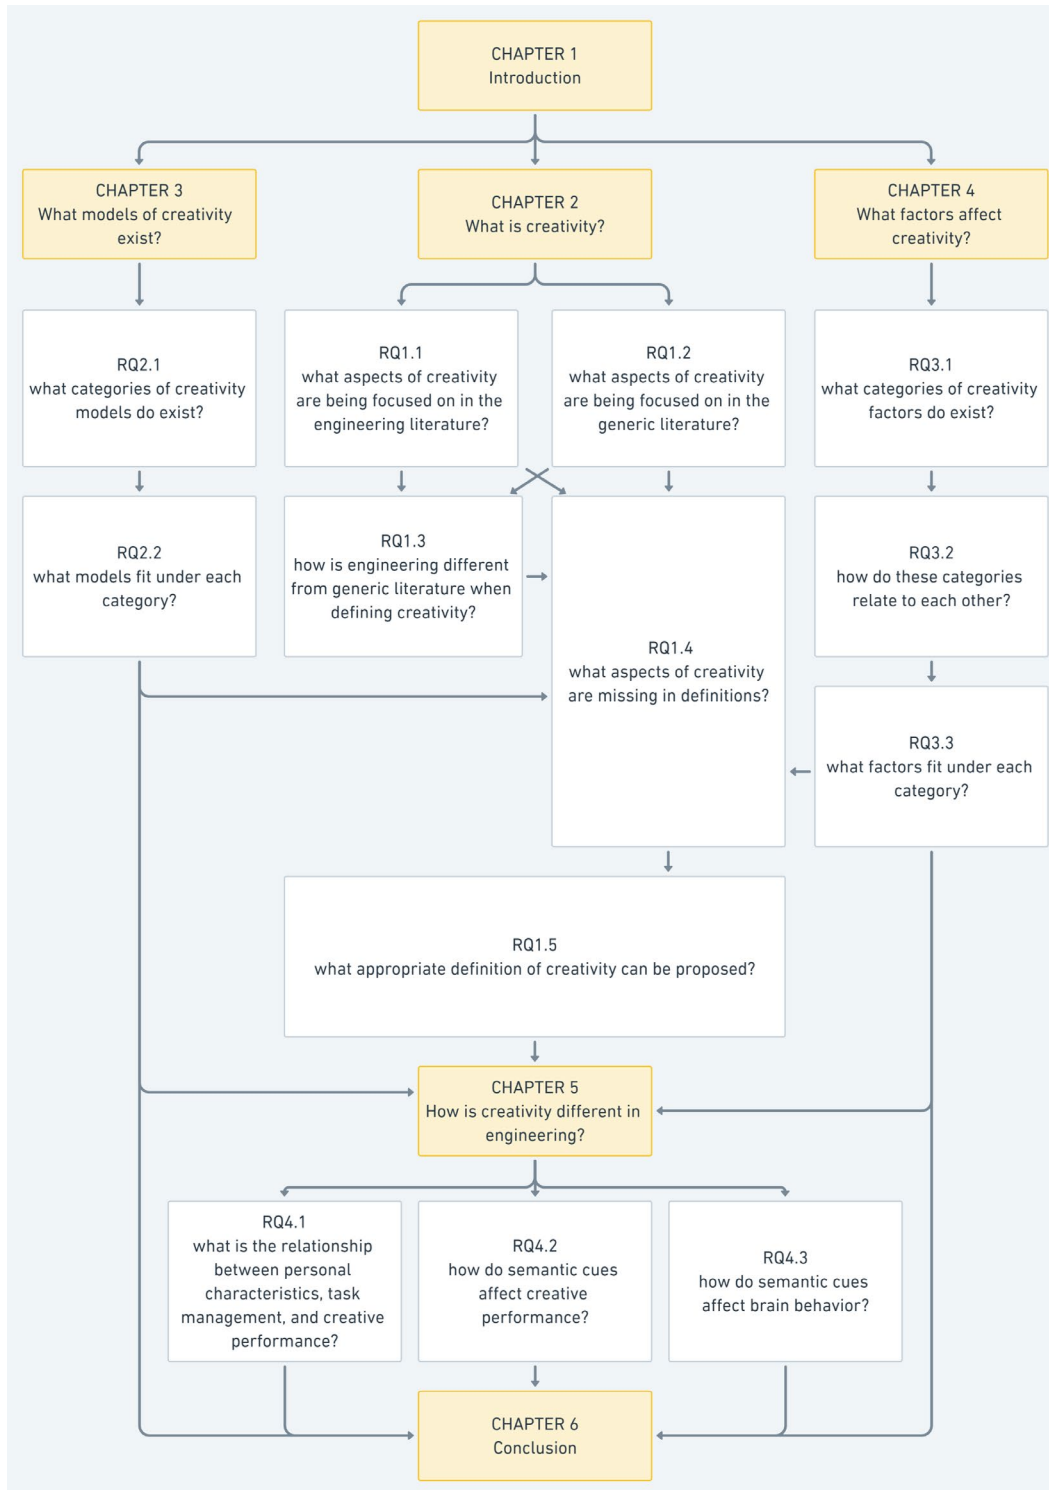 CHAPTER 1
Introduction
CHAPTER 3
What models of creativity
exist?
CHAPTER 2
What is creativity?
CHAPTER 4
What factors affect
creativity?
RQ2.1
what categories of creativity
models do exist?
RQ1.1
what aspects of creativity
are being focused on in the
engineering literature?
RQ1.2
what aspects of creativity
are being focused on in the
generic literature?
RQ3.1
what categories of creativity
factors do exist?
RQ2.2
what models fit under each
category?
RQ1.3
how is engineering different
from generic literature when
defining creativity?
RQ1.4
what aspects of creativity
are missing in definitions?
RQ3.2
how do these categories
relate to each other?
RQ3.3
what factors fit under each
category?
RQ1.5
what appropriate definition of creativity can be proposed?
CHAPTER 5
How is creativity different in
engineering?
RQ4.1
what is the relationship
between personal
characteristics, task
management, and creative
performance?
RQ4.2
how do semantic cues
affect creative
performance?
RQ4.3
how do semantic cues
affect brain behavior?
CHAPTER 6
Conclusion